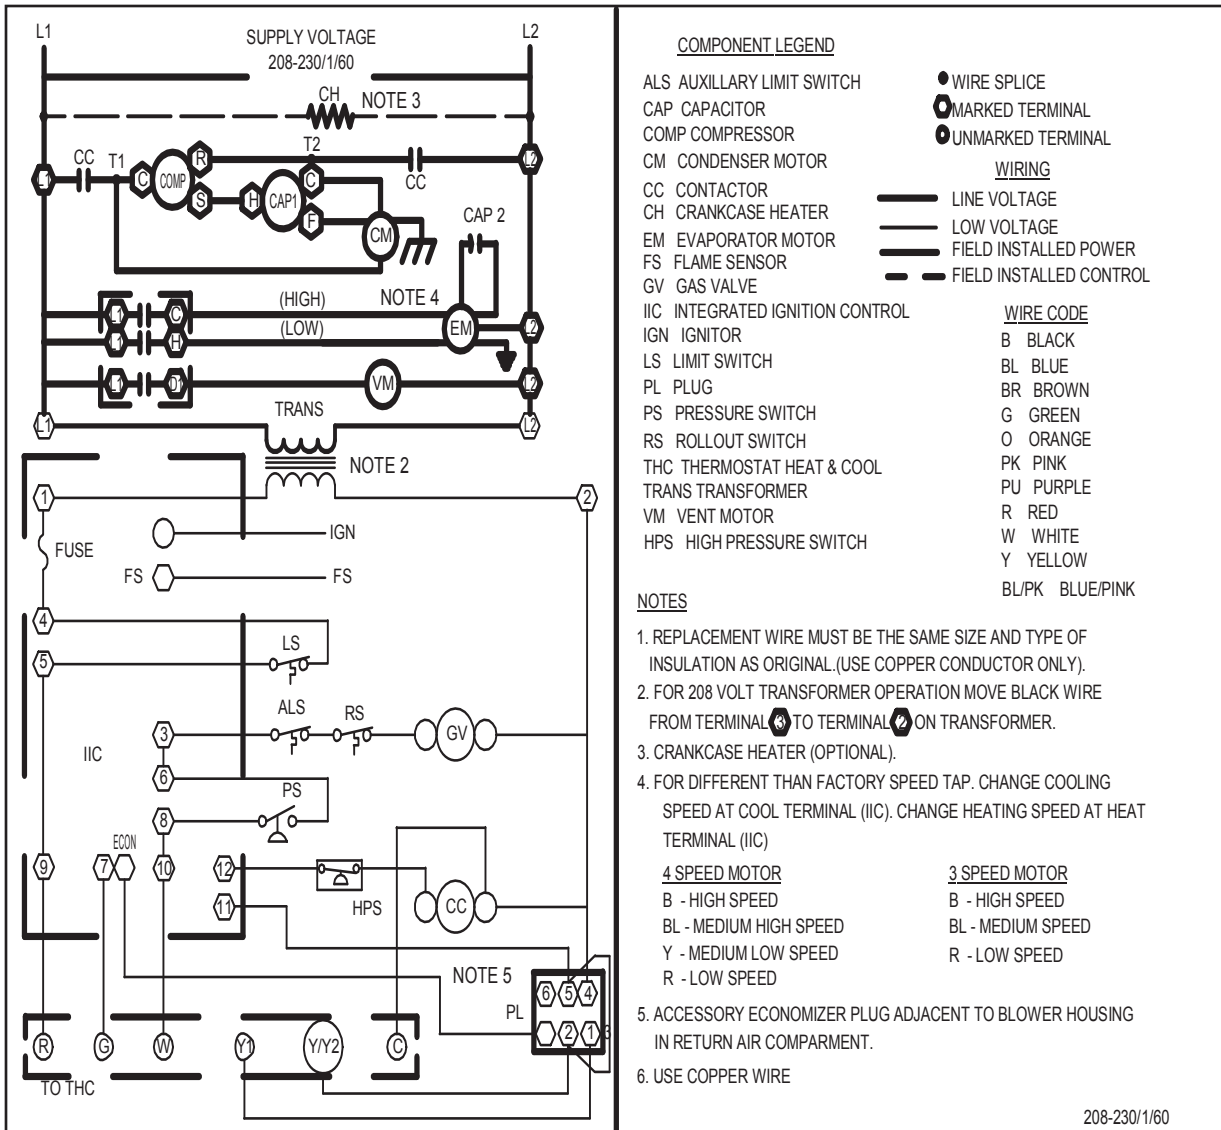 L1
L2
SUPPLY VOLTAGE
208-230/1/60
CH
NOTE 3
CC
T1
T2
L1
C
COMP
R
S
H
CAP1
C
F
CC
L2
CM
CAP 2
NOTE 4
(HIGH)
L1
C
(LOW)
L1
H
EM
L2
L1
D1
VM
L2
TRANS
L1
L2
NOTE 2
1
2
IGN
FUSE
FS
FS
4
LS
5
ALS
RS
3
GV
IIC
6
PS
8
ECON
9
7
10
12
HPS
CC
11
NOTE 5
6
5
4
PL
2
1
3
R
G
W
Y1
Y/Y2
C
TO THC
COMPONENT LEGEND
ALS AUXILLARY LIMIT SWITCH
CAP CAPACITOR
COMP COMPRESSOR
CM CONDENSER MOTOR
CC CONTACTOR
CH CRANKCASE HEATER
EM EVAPORATOR MOTOR
FS FLAME SENSOR
GV GAS VALVE
IIC INTEGRATED IGNITION CONTROL
IGN IGNITOR
LS LIMIT SWITCH
PL PLUG
PS PRESSURE SWITCH
RS ROLLOUT SWITCH
THC THERMOSTAT HEAT & COOL
TRANS TRANSFORMER
VM VENT MOTOR
HPS HIGH PRESSURE SWITCH
WIRE SPLICE
MARKED TERMINAL
UNMARKED TERMINAL
WIRING
LINE VOLTAGE
LOW VOLTAGE
FIELD INSTALLED POWER
FIELD INSTALLED CONTROL
WIRE CODE
B BLACK
BL BLUE
BR BROWN
G GREEN
O ORANGE
PK PINK
PU PURPLE
R RED
W WHITE
Y YELLOW
BL/PK BLUE/PINK
NOTES
1. REPLACEMENT WIRE MUST BE THE SAME SIZE AND TYPE OF
INSULATION AS ORIGINAL.(USE COPPER CONDUCTOR ONLY).
2. FOR 208 VOLT TRANSFORMER OPERATION MOVE BLACK WIRE
FROM TERMINAL 3 TO TERMINAL 2 ON TRANSFORMER.
3. CRANKCASE HEATER (OPTIONAL).
4. FOR DIFFERENT THAN FACTORY SPEED TAP. CHANGE COOLING
SPEED AT COOL TERMINAL (IIC). CHANGE HEATING SPEED AT HEAT
TERMINAL (IIC)
4 SPEED MOTOR
B - HIGH SPEED
BL - MEDIUM HIGH SPEED
Y - MEDIUM LOW SPEED
R - LOW SPEED
3 SPEED MOTOR
B - HIGH SPEED
BL - MEDIUM SPEED
R - LOW SPEED
5. ACCESSORY ECONOMIZER PLUG ADJACENT TO BLOWER HOUSING
IN RETURN AIR COMPARMENT.
6. USE COPPER WIRE
208-230/1/60